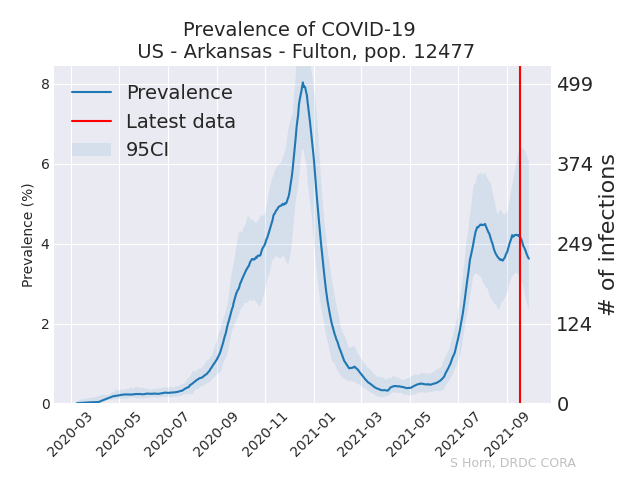 Prevalence of COVID-19
US - Arkansas - Fulton, pop. 12477
Prevalence
Latest data
95CI
Prevalence (%)
8
6
4
2
0
499
374
249
124
0
# of infections
2020-03
2020-05
2020-07
2020-09
2020-11
2021-01
2021-03
2021-05
2021-07
2021-09
S Horn, DRDC CORA